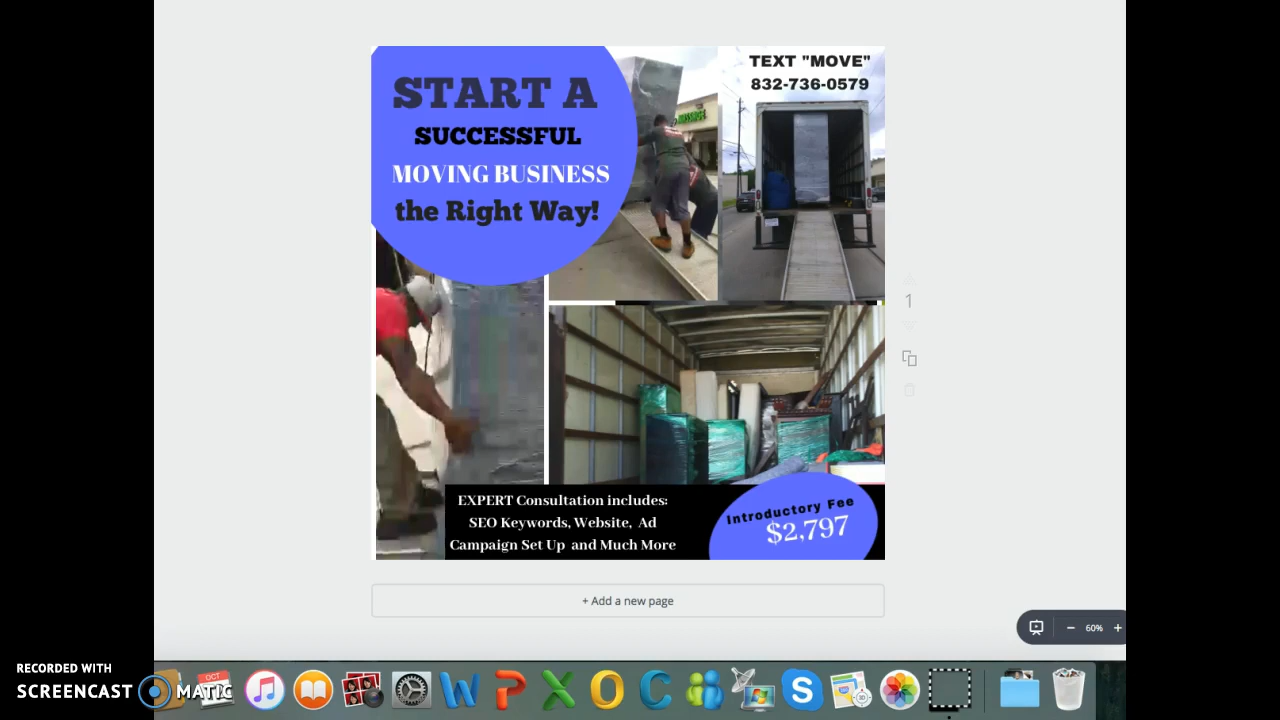 START A
SUCCESSFUL
MOVING BUSINESS
the Right Way!
TEXT "MOVE"
832-736-0579
EXPERT Consultation includes:
SEO Keywords, Website, Ad
Campaign Set Up and Much More
Introductory Fee
$2,797
1
+ Add a new page
− 60% +
RECORDED WITH
SCREENCAST MATIC
OCT